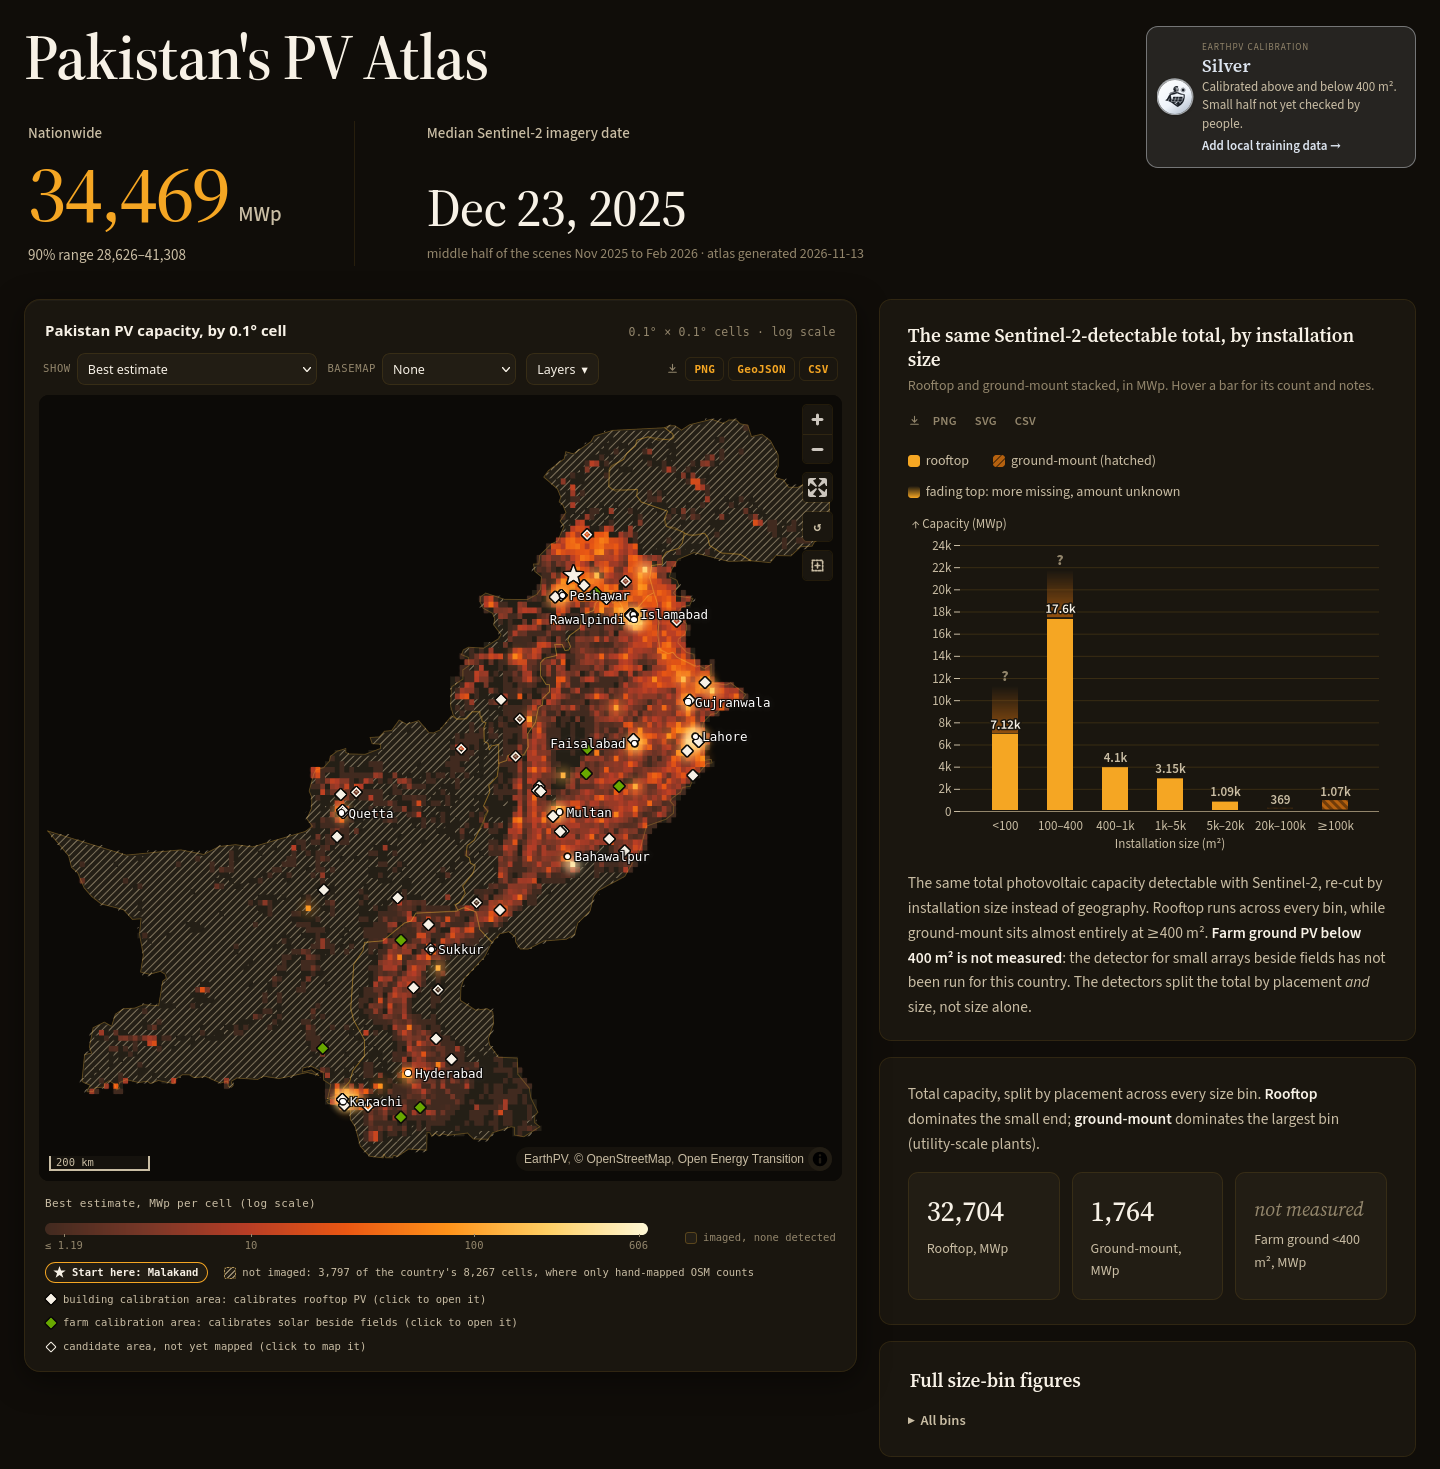 Pakistan's PV Atlas
EARTHPV CALIBRATION
Silver
Calibrated above and below 400 m².
Small half not yet checked by
people.
Add local training data →
Nationwide
34,469 MWp
90% range 28,626–41,308
Median Sentinel-2 imagery date
Dec 23, 2025
middle half of the scenes Nov 2025 to Feb 2026 · atlas generated 2026-11-13
Pakistan PV capacity, by 0.1° cell
0.1° × 0.1° cells · log scale
SHOW Best estimate BASEMAP None Layers ▾ PNG GeoJSON CSV
Peshawar
Islamabad
Rawalpindi
Gujranwala
Lahore
Faisalabad
Multan
Quetta
Bahawalpur
Sukkur
Hyderabad
Karachi
200 km
EarthPV, © OpenStreetMap, Open Energy Transition
Best estimate, MWp per cell (log scale)
≤ 1.19 10 100 606
imaged, none detected
★ Start here: Malakand
not imaged: 3,797 of the country's 8,267 cells, where only hand-mapped OSM counts
building calibration area: calibrates rooftop PV (click to open it)
farm calibration area: calibrates solar beside fields (click to open it)
candidate area, not yet mapped (click to map it)
The same Sentinel-2-detectable total, by installation
size
Rooftop and ground-mount stacked, in MWp. Hover a bar for its count and notes.
PNG SVG CSV
rooftop ground-mount (hatched)
fading top: more missing, amount unknown
↑ Capacity (MWp)
24k
22k
20k
18k
16k
14k
12k
10k
8k
6k
4k
2k
0
?
7.12k
?
17.6k
4.1k
3.15k
1.09k
369
1.07k
<100 100–400 400–1k 1k–5k 5k–20k 20k–100k ≥100k
Installation size (m²)
The same total photovoltaic capacity detectable with Sentinel-2, re-cut by
installation size instead of geography. Rooftop runs across every bin, while
ground-mount sits almost entirely at ≥400 m². Farm ground PV below
400 m² is not measured: the detector for small arrays beside fields has not
been run for this country. The detectors split the total by placement and
size, not size alone.
Total capacity, split by placement across every size bin. Rooftop
dominates the small end; ground-mount dominates the largest bin
(utility-scale plants).
32,704
Rooftop, MWp
1,764
Ground-mount,
MWp
not measured
Farm ground <400
m², MWp
Full size-bin figures
▸ All bins